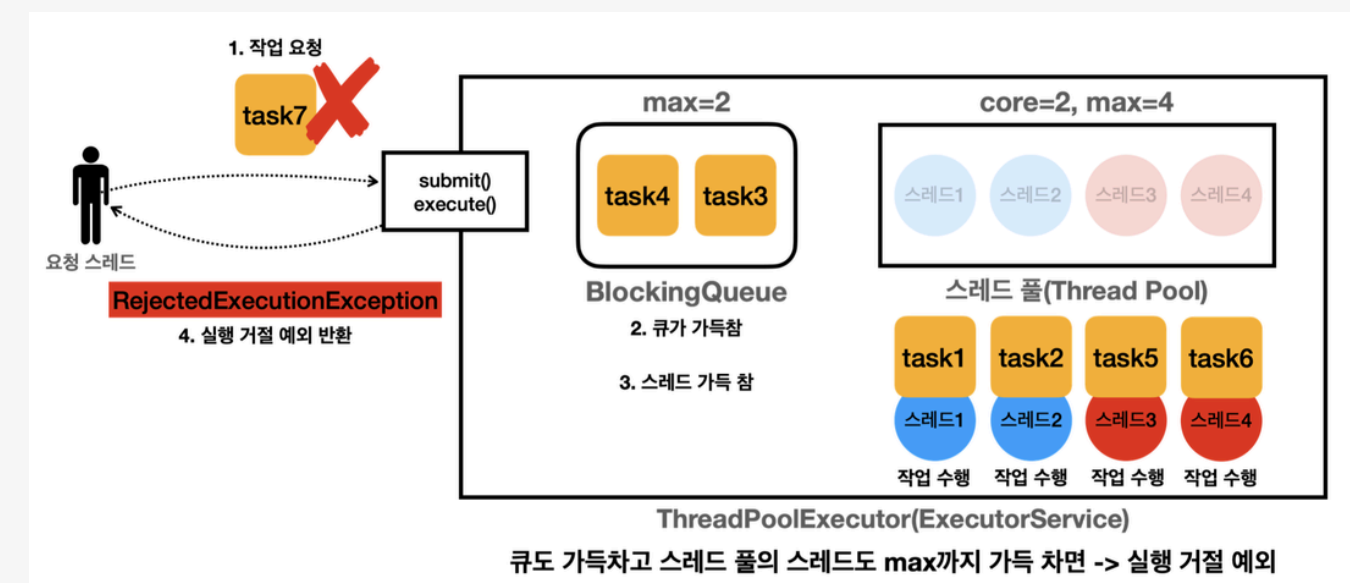 1. 작업 요청
task7
요청 스레드
submit()
execute()
RejectedExecutionException
4. 실행 거절 예외 반환
max=2
task4 task3
BlockingQueue
2. 큐가 가득참
3. 스레드 가득 참
core=2, max=4
스레드1 스레드2 스레드3 스레드4
스레드 풀(Thread Pool)
task1 task2 task5 task6
스레드1 스레드2 스레드3 스레드4
작업 수행 작업 수행 작업 수행 작업 수행
ThreadPoolExecutor(ExecutorService)
큐도 가득차고 스레드 풀의 스레드도 max까지 가득 차면 -> 실행 거절 예외